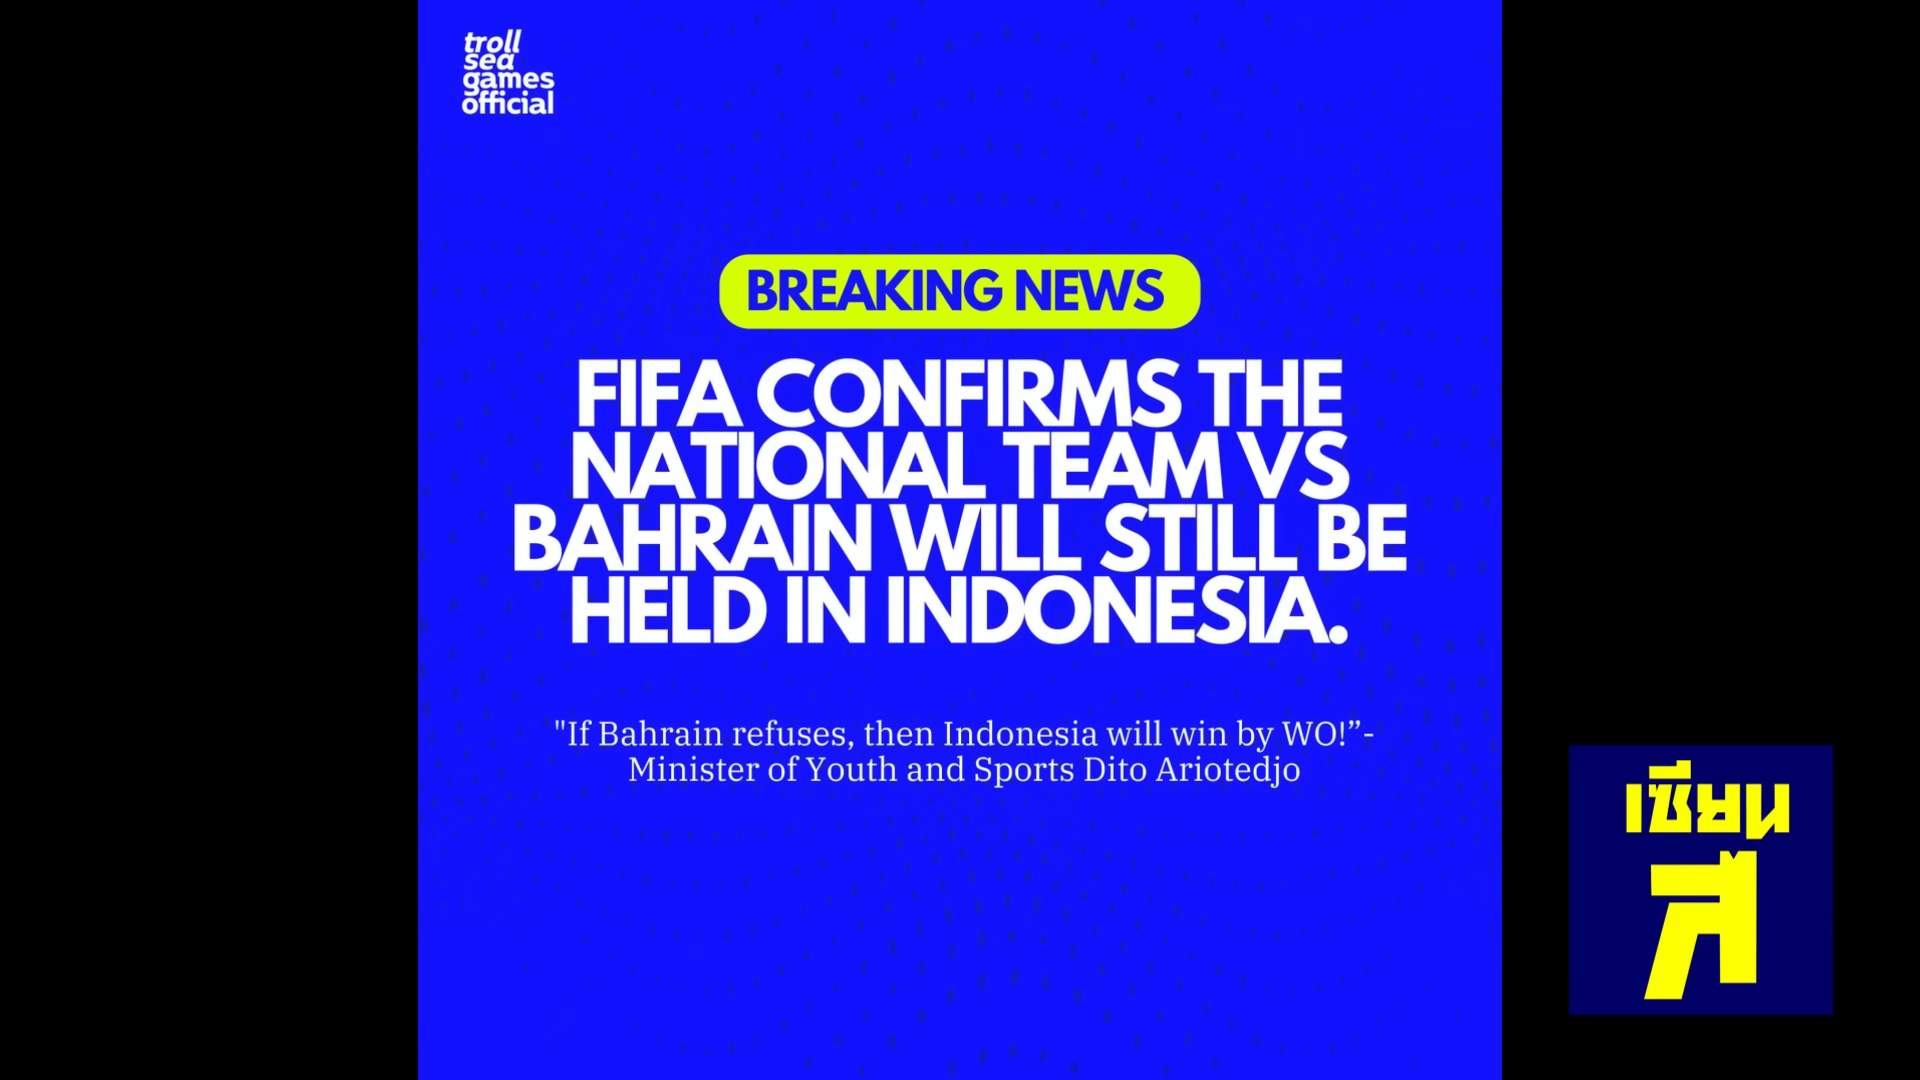 troll
sea
games
official
BREAKING NEWS
FIFA CONFIRMS THE
NATIONAL TEAM VS
BAHRAIN WILL STILL BE
HELD IN INDONESIA.
"If Bahrain refuses, then Indonesia will win by WO!”-
Minister of Youth and Sports Dito Ariotedjo
เซียน
ส์